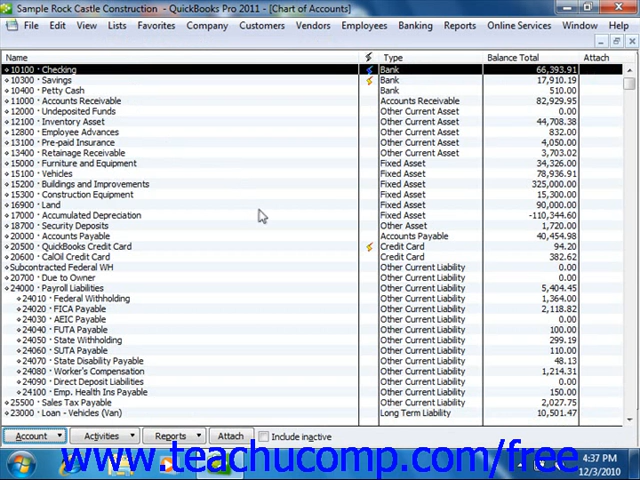 Sample Rock Castle Construction - QuickBooks Pro 2011 - [Chart of Accounts]
File Edit View Lists Favorites Company Customers Vendors Employees Banking Reports Online Services Window Help
Name Type Balance Total Attach
10100 · Checking Bank 66,393.91
10300 · Savings Bank 17,910.19
10400 · Petty Cash Bank 510.00
11000 · Accounts Receivable Accounts Receivable 82,929.95
12000 · Undeposited Funds Other Current Asset 0.00
12100 · Inventory Asset Other Current Asset 44,708.38
12800 · Employee Advances Other Current Asset 832.00
13100 · Pre-paid Insurance Other Current Asset 4,050.00
13400 · Retainage Receivable Other Current Asset 3,703.02
15000 · Furniture and Equipment Fixed Asset 34,326.00
15100 · Vehicles Fixed Asset 78,936.91
15200 · Buildings and Improvements Fixed Asset 325,000.00
15300 · Construction Equipment Fixed Asset 15,300.00
16900 · Land Fixed Asset 90,000.00
17000 · Accumulated Depreciation Fixed Asset -110,344.60
18700 · Security Deposits Other Asset 1,720.00
20000 · Accounts Payable Accounts Payable 40,454.98
20500 · QuickBooks Credit Card Credit Card 94.20
20600 · CalOil Credit Card Credit Card 382.62
Subcontracted Federal WH Other Current Liability 0.00
20700 · Due to Owner Other Current Liability 0.00
24000 · Payroll Liabilities Other Current Liability 5,404.45
24010 · Federal Withholding Other Current Liability 1,364.00
24020 · FICA Payable Other Current Liability 2,118.82
24030 · AEIC Payable Other Current Liability 0.00
24040 · FUTA Payable Other Current Liability 100.00
24050 · State Withholding Other Current Liability 299.19
24060 · SUTA Payable Other Current Liability 110.00
24070 · State Disability Payable Other Current Liability 48.13
24080 · Worker's Compensation Other Current Liability 1,214.31
24090 · Direct Deposit Liabilities Other Current Liability 0.00
24100 · Emp. Health Ins Payable Other Current Liability 150.00
25500 · Sales Tax Payable Other Current Liability 2,027.75
23000 · Loan - Vehicles (Van) Long Term Liability 10,501.47
Account Activities Reports Attach Include inactive
www.teachucomp.com/free
4:37 PM
12/3/2010